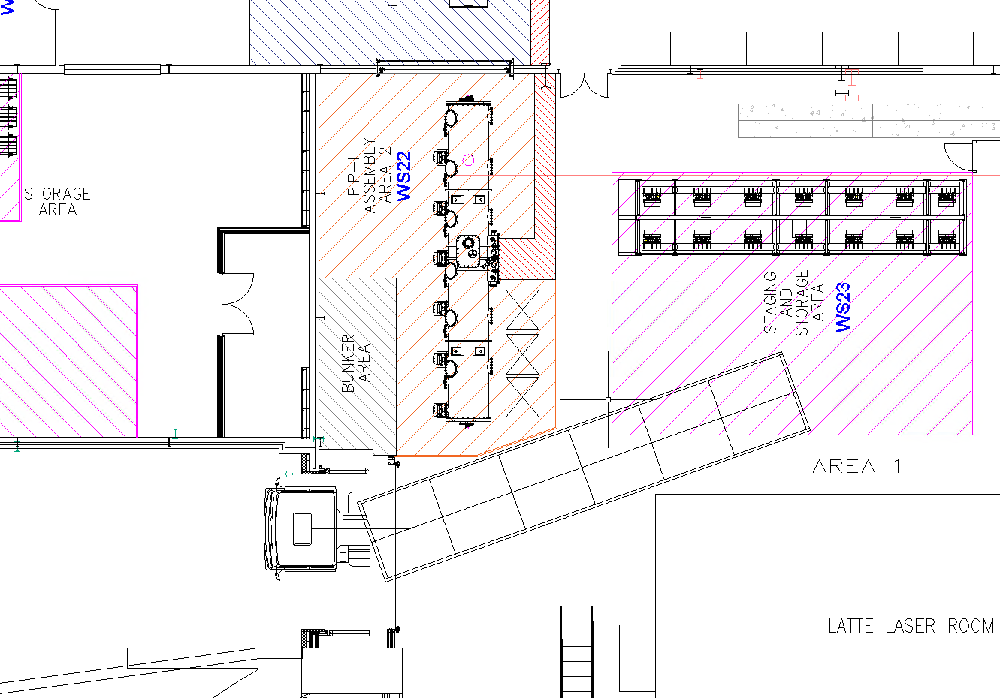 STORAGE
AREA
PIP-II
ASSEMBLY
AREA 2
WS22
BUNKER
AREA
STAGING
AND
STORAGE
AREA
WS23
AREA 1
LATTE LASER ROOM